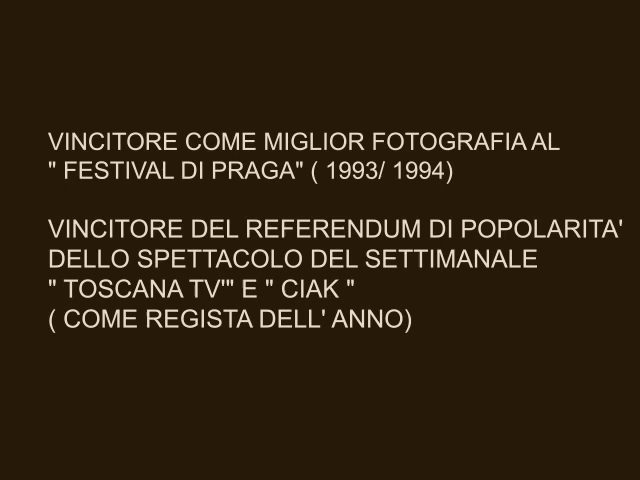 VINCITORE COME MIGLIOR FOTOGRAFIA AL
" FESTIVAL DI PRAGA" ( 1993/ 1994)
VINCITORE DEL REFERENDUM DI POPOLARITA'
DELLO SPETTACOLO DEL SETTIMANALE
" TOSCANA TV'" E " CIAK "
( COME REGISTA DELL' ANNO)